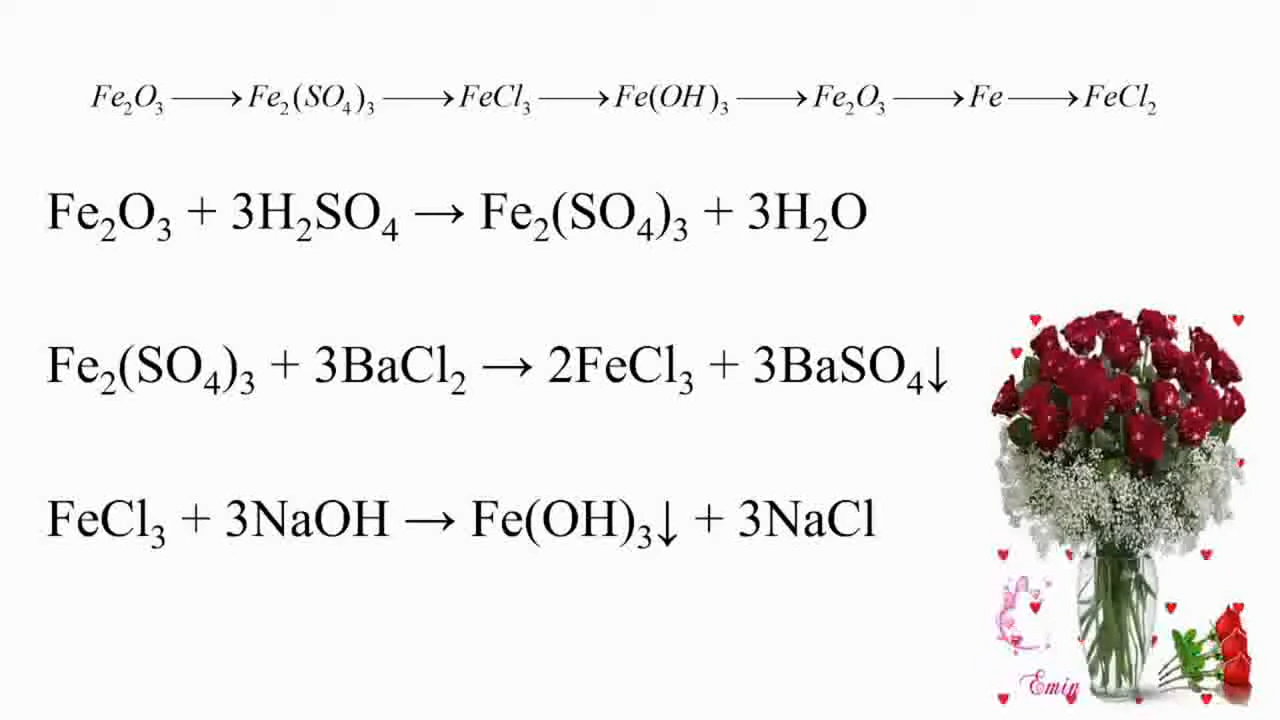 Fe₂O₃ ⟶ Fe₂(SO₄)₃ ⟶ FeCl₃ ⟶ Fe(OH)₃ ⟶ Fe₂O₃ ⟶ Fe ⟶ FeCl₂
Fe₂O₃ + 3H₂SO₄ → Fe₂(SO₄)₃ + 3H₂O
Fe₂(SO₄)₃ + 3BaCl₂ → 2FeCl₃ + 3BaSO₄↓
FeCl₃ + 3NaOH → Fe(OH)₃↓ + 3NaCl
Emin